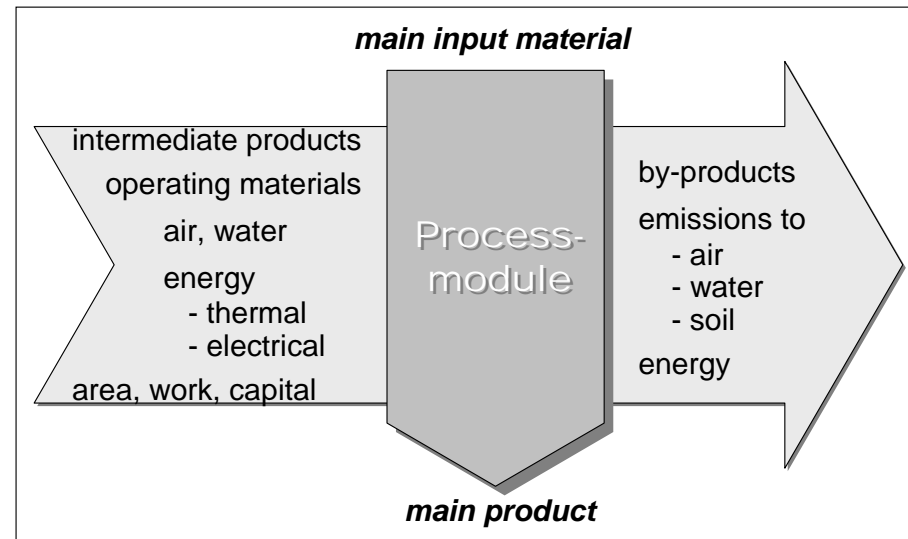 main input material
intermediate products
operating materials
air, water
energy
- thermal
- electrical
area, work, capital
Process-
module
by-products
emissions to
- air
- water
- soil
energy
main product